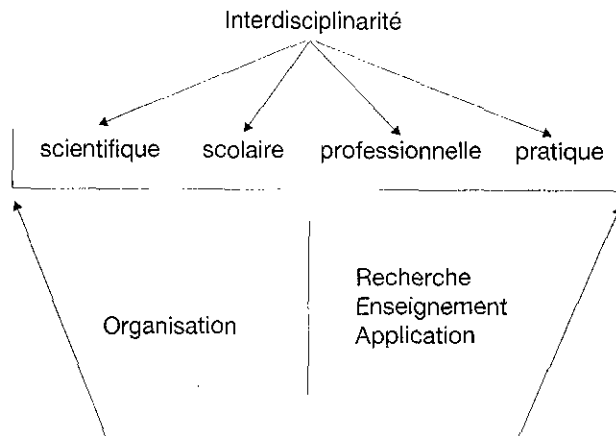 Interdisciplinarité
scientifique scolaire professionnelle pratique
Organisation
Recherche
Enseignement
Application